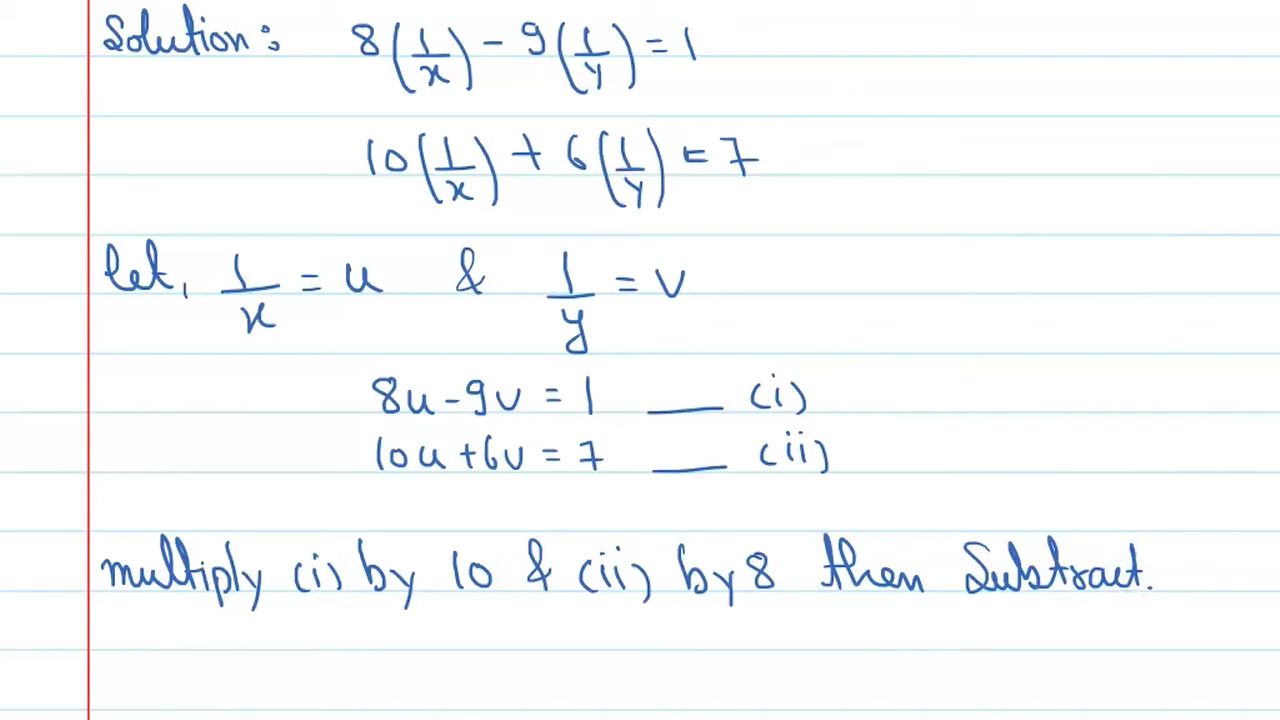 Solution: 8(1/x) - 9(1/y) = 1
10(1/x) + 6(1/y) = 7
let, 1/x = u & 1/y = v
8u - 9v = 1 ___ (i)
10u + 6v = 7 ___ (ii)
multiply (i) by 10 & (ii) by 8 then Subtract.